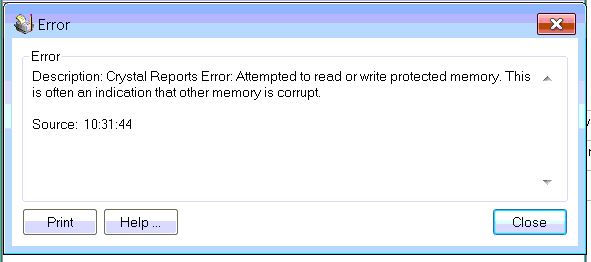 Error
Error
Description: Crystal Reports Error: Attempted to read or write protected memory. This
is often an indication that other memory is corrupt.
Source: 10:31:44
Print
Help ...
Close